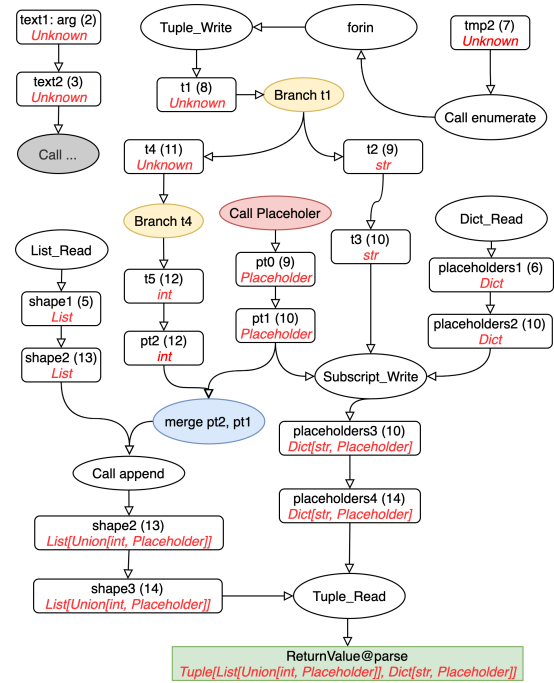 text1: arg (2)
Unknown
Tuple_Write
forin
tmp2 (7)
Unknown
text2 (3)
Unknown
t1 (8)
Unknown
Branch t1
Call enumerate
Call ...
t4 (11)
Unknown
t2 (9)
str
Branch t4
Call Placeholer
Dict_Read
List_Read
t3 (10)
str
pt0 (9)
Placeholder
placeholders1 (6)
Dict
t5 (12)
int
shape1 (5)
List
pt1 (10)
Placeholder
placeholders2 (10)
Dict
pt2 (12)
int
shape2 (13)
List
Subscript_Write
merge pt2, pt1
placeholders3 (10)
Dict[str, Placeholder]
Call append
placeholders4 (14)
Dict[str, Placeholder]
shape2 (13)
List[Union[int, Placeholder]]
shape3 (14)
List[Union[int, Placeholder]]
Tuple_Read
ReturnValue@parse
Tuple[List[Union[int, Placeholder]], Dict[str, Placeholder]]